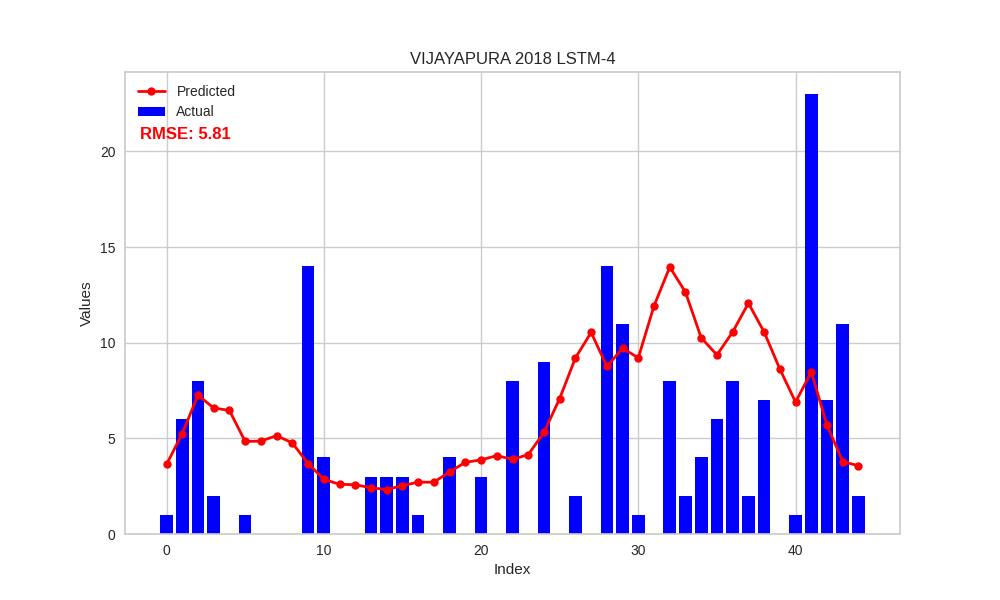 VIJAYAPURA 2018 LSTM-4
Predicted
Actual
RMSE: 5.81
Values
20
15
10
5
0
0 10 20 30 40
Index